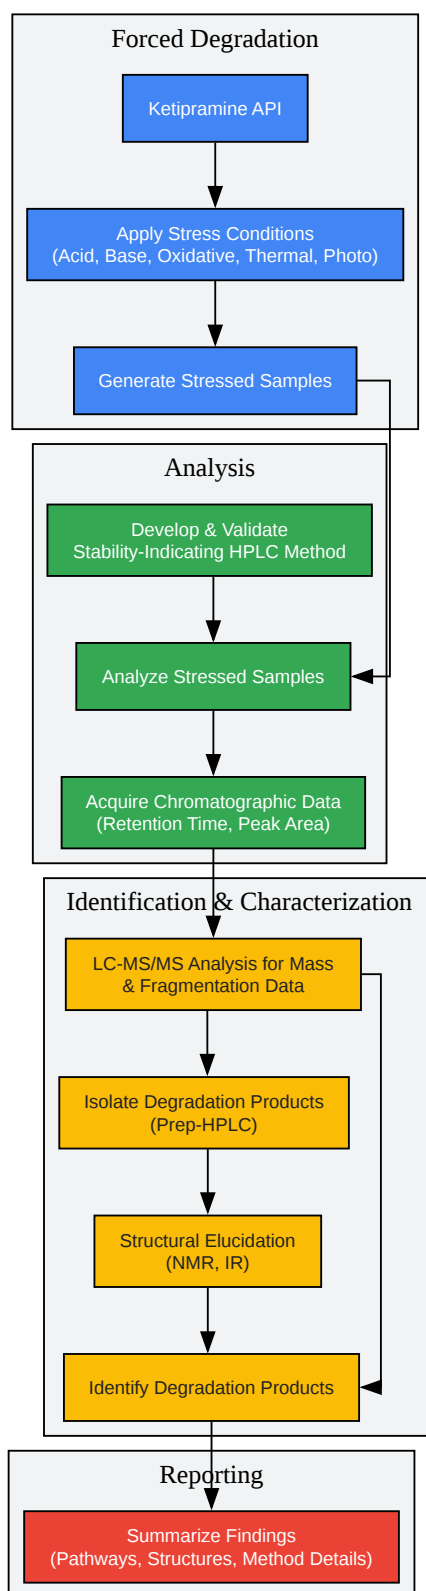 Forced Degradation
Ketipramine API
Apply Stress Conditions
(Acid, Base, Oxidative, Thermal, Photo)
Generate Stressed Samples
Analysis
Develop & Validate
Stability-Indicating HPLC Method
Analyze Stressed Samples
Acquire Chromatographic Data
(Retention Time, Peak Area)
Identification & Characterization
LC-MS/MS Analysis for Mass
& Fragmentation Data
Isolate Degradation Products
(Prep-HPLC)
Structural Elucidation
(NMR, IR)
Identify Degradation Products
Reporting
Summarize Findings
(Pathways, Structures, Method Details)